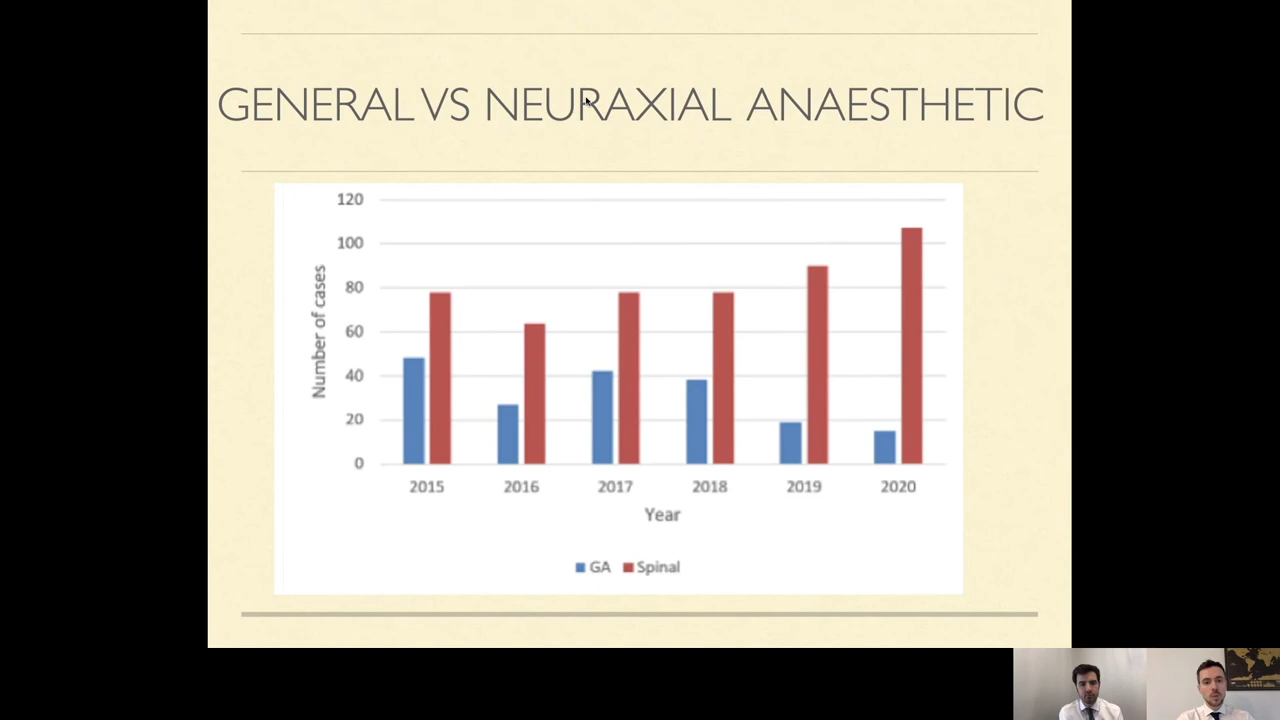 GENERAL VS NEURAXIAL ANAESTHETIC
120
100
80
60
40
20
0
Number of cases
2015 2016 2017 2018 2019 2020
Year
GA Spinal